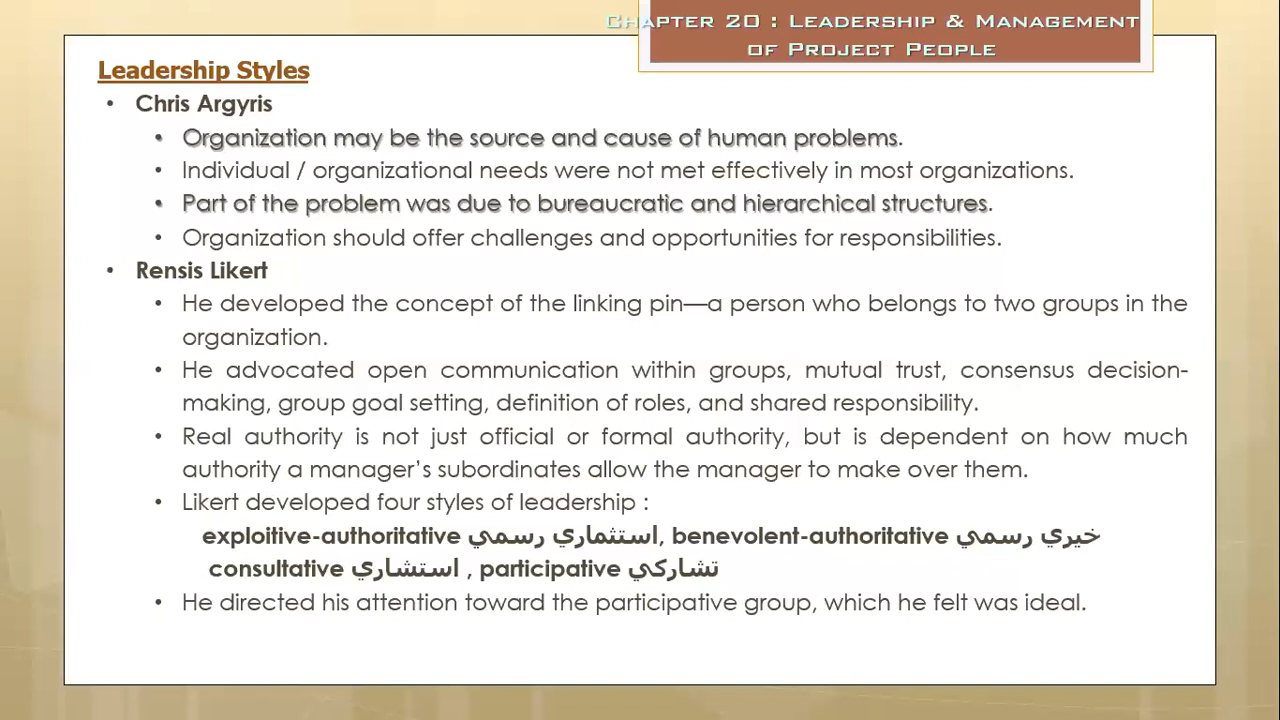 Chapter 20 : Leadership & Management
of Project People
Leadership Styles
• Chris Argyris
• Organization may be the source and cause of human problems.
• Individual / organizational needs were not met effectively in most organizations.
• Part of the problem was due to bureaucratic and hierarchical structures.
• Organization should offer challenges and opportunities for responsibilities.
• Rensis Likert
• He developed the concept of the linking pin—a person who belongs to two groups in the
organization.
• He advocated open communication within groups, mutual trust, consensus decision-
making, group goal setting, definition of roles, and shared responsibility.
• Real authority is not just official or formal authority, but is dependent on how much
authority a manager’s subordinates allow the manager to make over them.
• Likert developed four styles of leadership :
exploitive-authoritative استثماري رسمي, benevolent-authoritative خيري رسمي
consultative استشاري , participative تشاركي
• He directed his attention toward the participative group, which he felt was ideal.